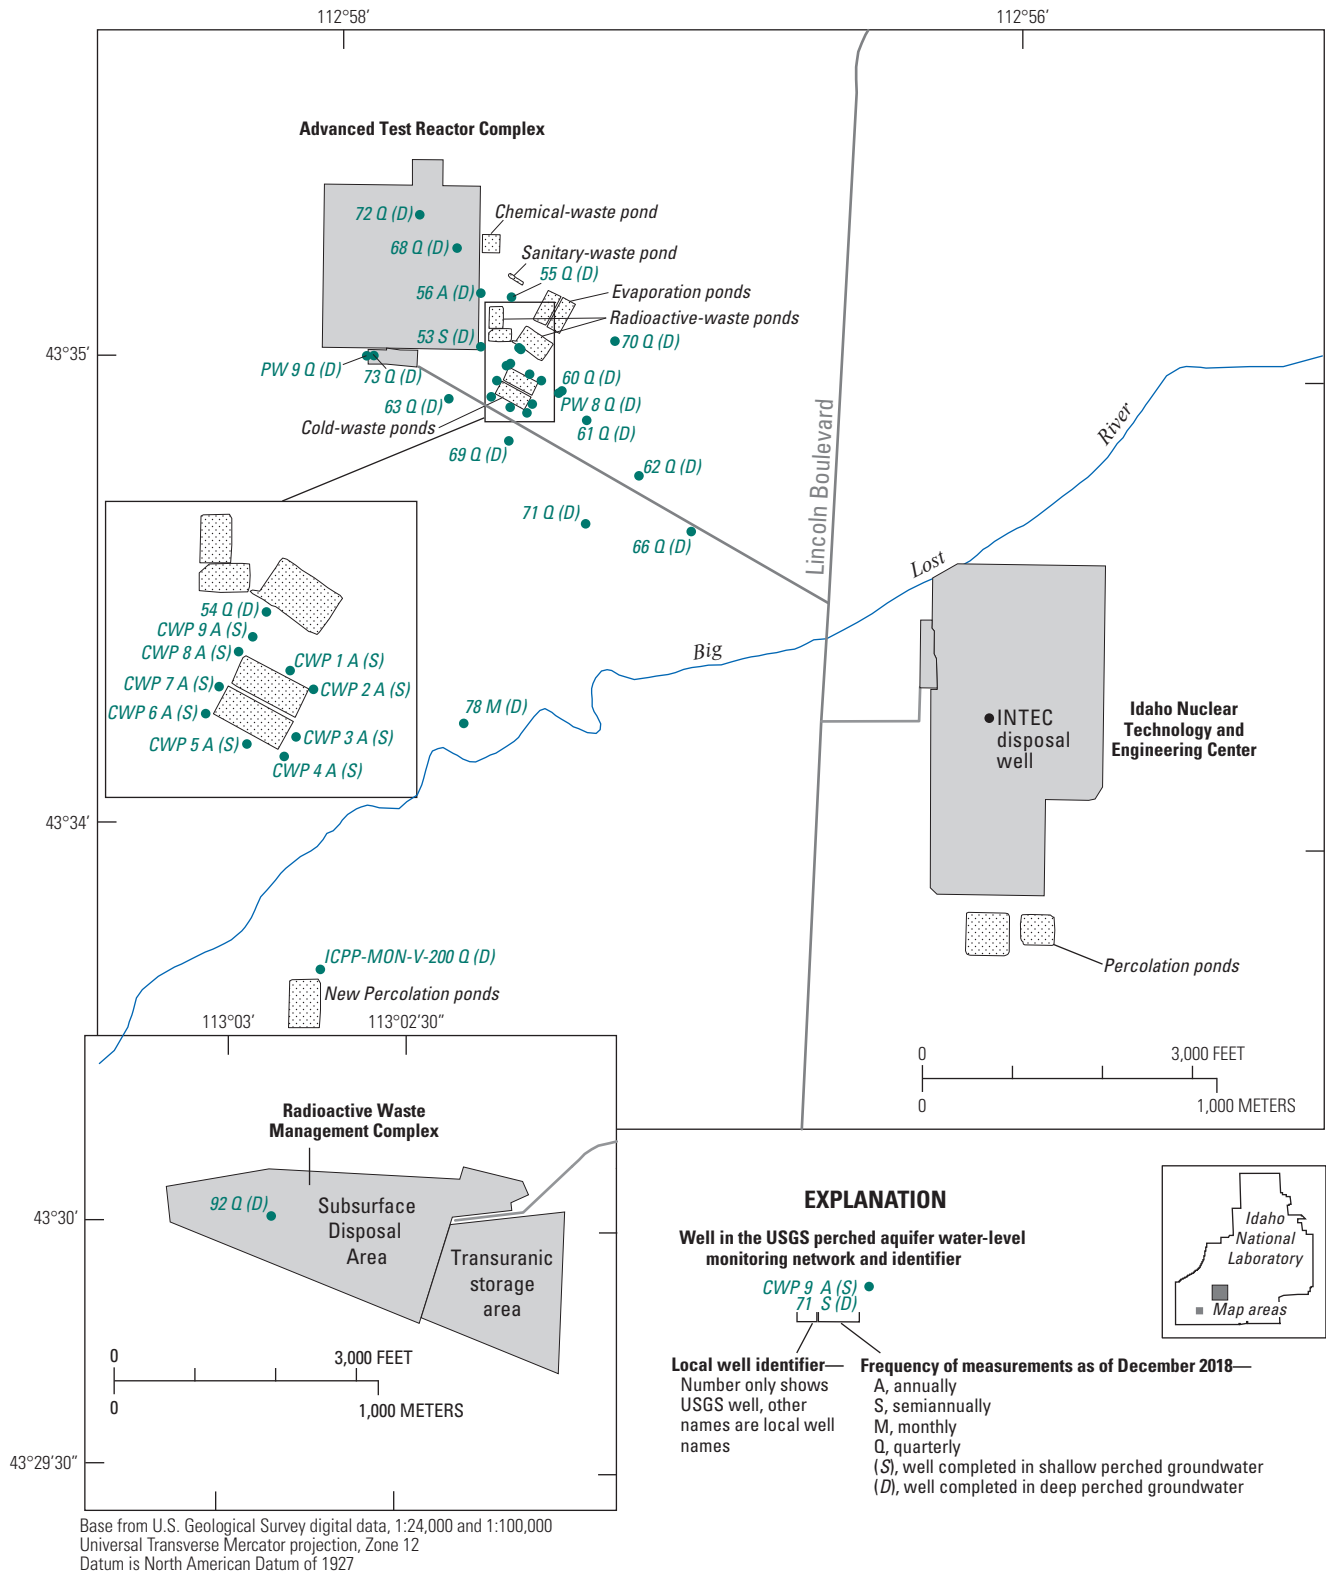 112°58'
112°56'
Advanced Test Reactor Complex
72 Q (D)
Chemical-waste pond
68 Q (D)
Sanitary-waste pond
55 Q (D)
56 A (D)
Evaporation ponds
Radioactive-waste ponds
53 S (D)
70 Q (D)
43°35'
PW 9 Q (D)
73 Q (D)
60 Q (D)
63 Q (D)
PW 8 Q (D)
Cold-waste ponds
61 Q (D)
69 Q (D)
62 Q (D)
71 Q (D)
66 Q (D)
Lincoln Boulevard
River
Lost
Big
54 Q (D)
CWP 9 A (S)
CWP 8 A (S)
CWP 1 A (S)
CWP 7 A (S)
CWP 2 A (S)
CWP 6 A (S)
CWP 5 A (S)
CWP 3 A (S)
CWP 4 A (S)
78 M (D)
INTEC
disposal
well
Idaho Nuclear
Technology and
Engineering Center
43°34'
ICPP-MON-V-200 Q (D)
New Percolation ponds
Percolation ponds
0
3,000 FEET
0
1,000 METERS
113°03'
113°02'30"
Radioactive Waste
Management Complex
92 Q (D)
Subsurface
Disposal
Area
Transuranic
storage
area
43°30'
0
3,000 FEET
0
1,000 METERS
43°29'30"
EXPLANATION
Well in the USGS perched aquifer water-level
monitoring network and identifier
CWP 9 A (S)
71 S (D)
Local well identifier—
Number only shows
USGS well, other
names are local well
names
Frequency of measurements as of December 2018—
A, annually
S, semiannually
M, monthly
Q, quarterly
(S), well completed in shallow perched groundwater
(D), well completed in deep perched groundwater
Idaho
National
Laboratory
Map areas
Base from U.S. Geological Survey digital data, 1:24,000 and 1:100,000
Universal Transverse Mercator projection, Zone 12
Datum is North American Datum of 1927